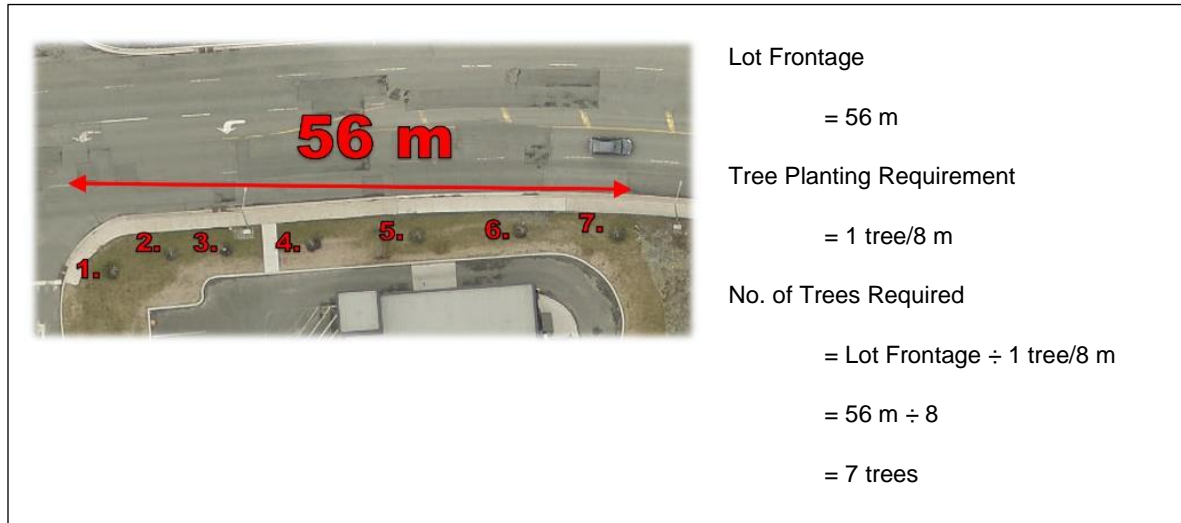 56 m
1.
2.
3.
4.
5.
6.
7.
Lot Frontage
= 56 m
Tree Planting Requirement
= 1 tree/8 m
No. of Trees Required
= Lot Frontage ÷ 1 tree/8 m
= 56 m ÷ 8
= 7 trees